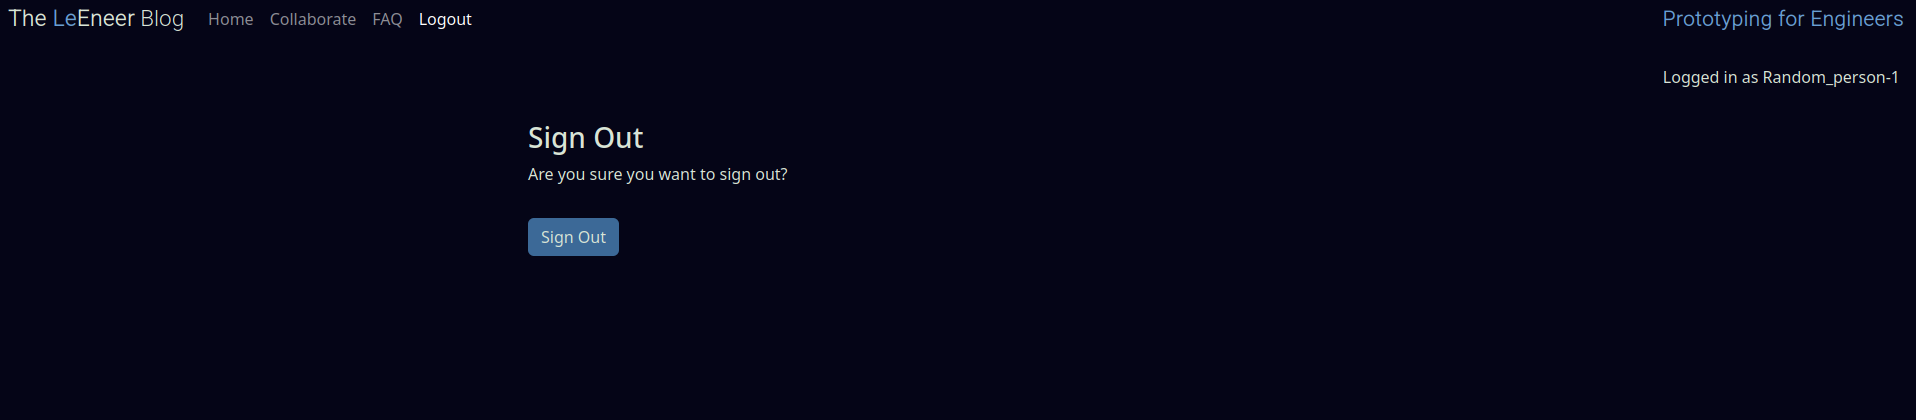 The LeEneer Blog Home Collaborate FAQ Logout Prototyping for Engineers
Logged in as Random_person-1
Sign Out
Are you sure you want to sign out?
Sign Out